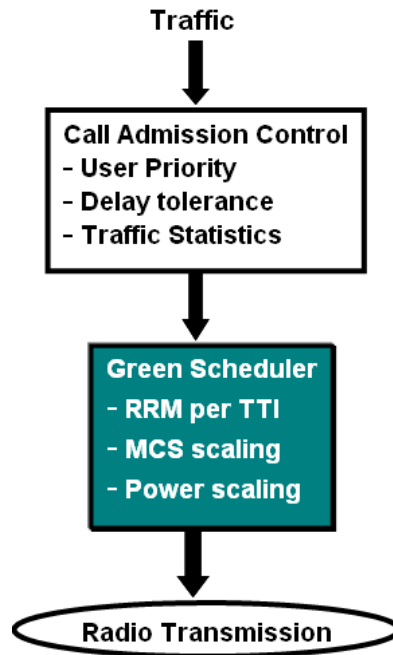 Traffic
Call Admission Control
- User Priority
- Delay tolerance
- Traffic Statistics
Green Scheduler
- RRM per TTI
- MCS scaling
- Power scaling
Radio Transmission